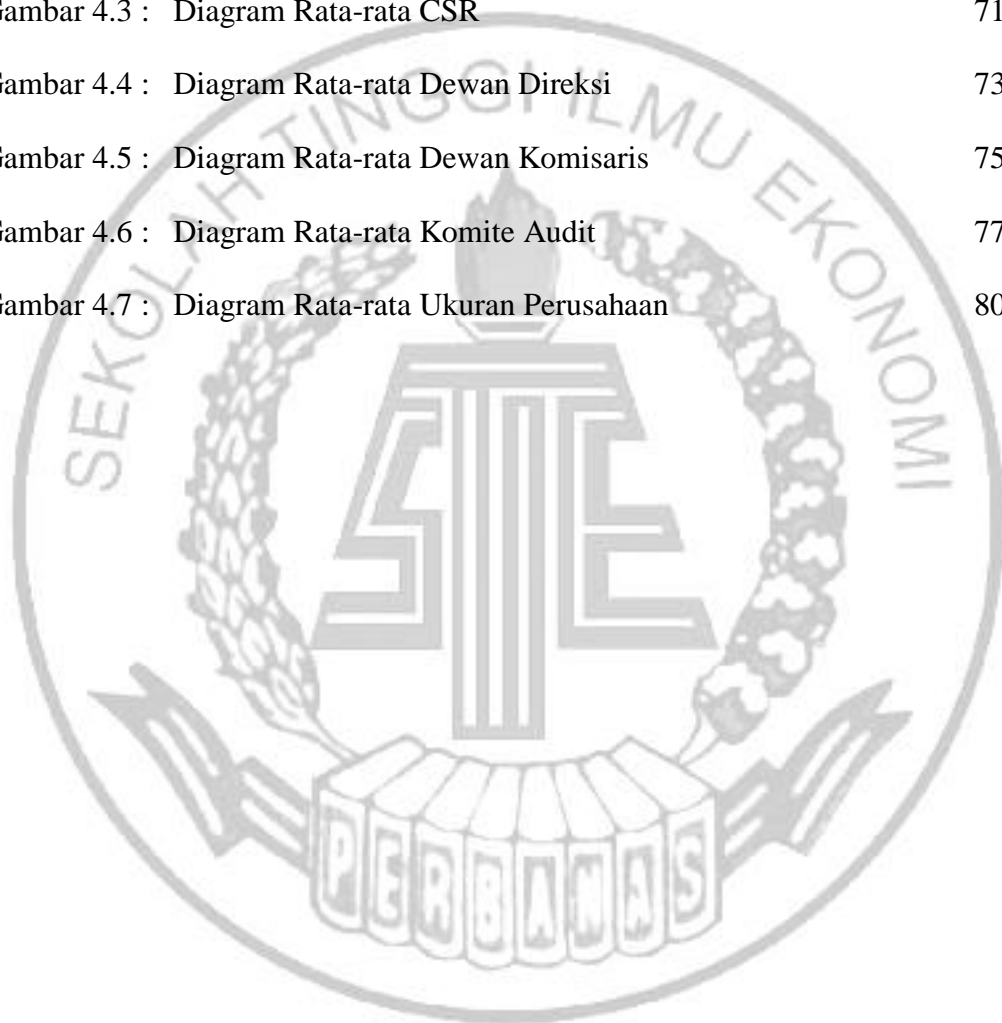 Gambar 4.3 : Diagram Rata-rata CSR 71
Gambar 4.4 : Diagram Rata-rata Dewan Direksi 73
Gambar 4.5 : Diagram Rata-rata Dewan Komisaris 75
Gambar 4.6 : Diagram Rata-rata Komite Audit 77
Gambar 4.7 : Diagram Rata-rata Ukuran Perusahaan 80
SEKOLAH TINGGI ILMU EKONOMI
STIE
PERBANAS